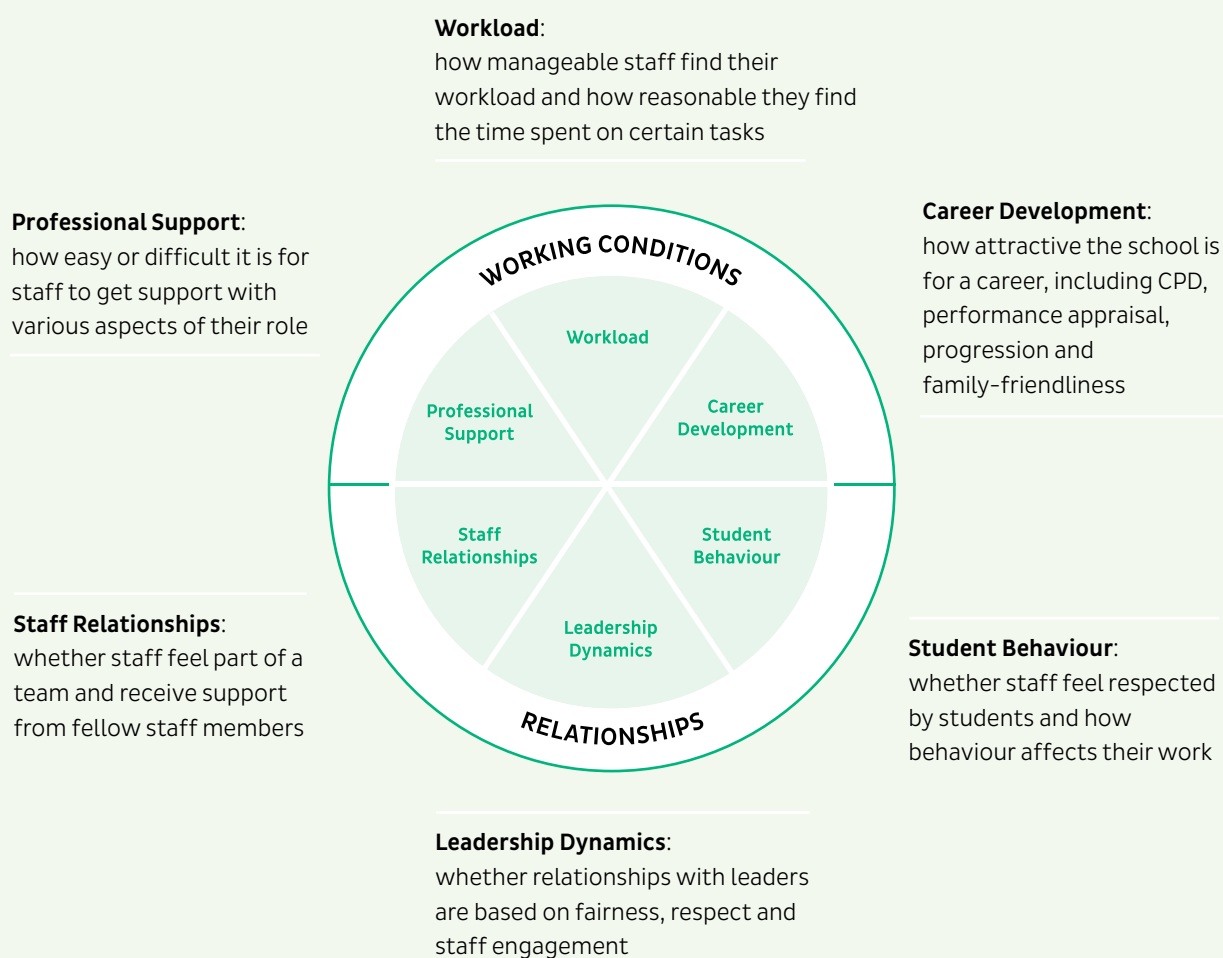 Workload:
how manageable staff find their
workload and how reasonable they find
the time spent on certain tasks
Professional Support:
how easy or difficult it is for
staff to get support with
various aspects of their role
Career Development:
how attractive the school is
for a career, including CPD,
performance appraisal,
progression and
family-friendliness
WORKING CONDITIONS
Workload
Professional
Support
Career
Development
Staff
Relationships
Student
Behaviour
Leadership
Dynamics
RELATIONSHIPS
Staff Relationships:
whether staff feel part of a
team and receive support
from fellow staff members
Student Behaviour:
whether staff feel respected
by students and how
behaviour affects their work
Leadership Dynamics:
whether relationships with leaders
are based on fairness, respect and
staff engagement